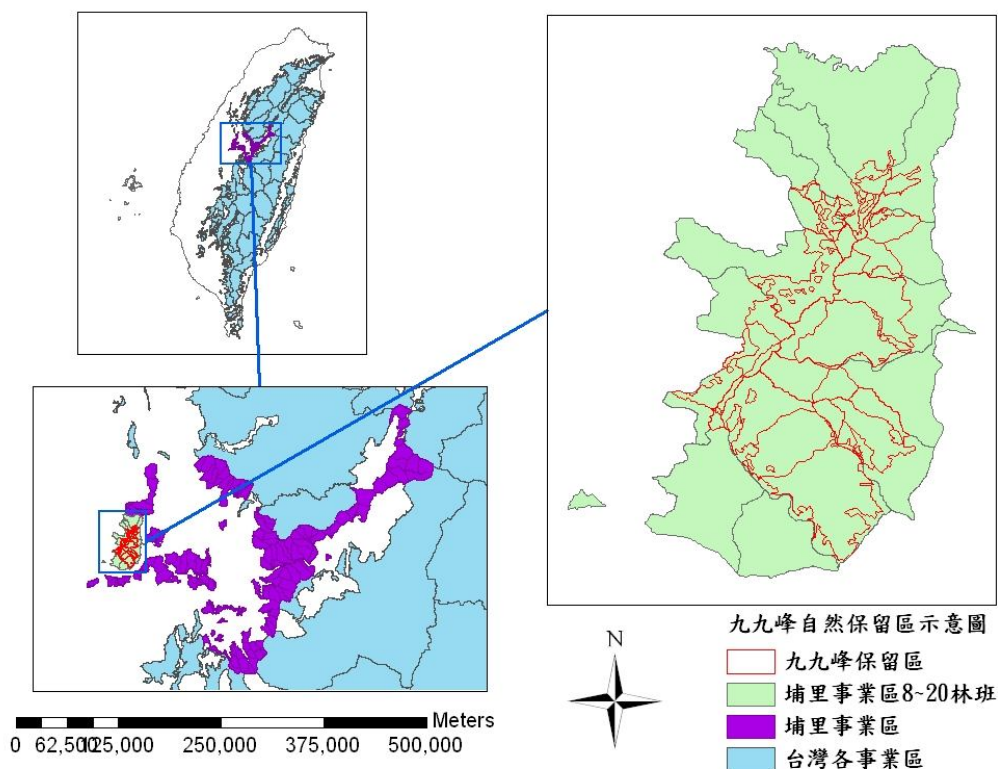 N
九九峰自然保留區示意圖
九九峰保留區
埔里事業區8~20林班
埔里事業區
台灣各事業區
Meters
0 62,500 125,000 250,000 375,000 500,000